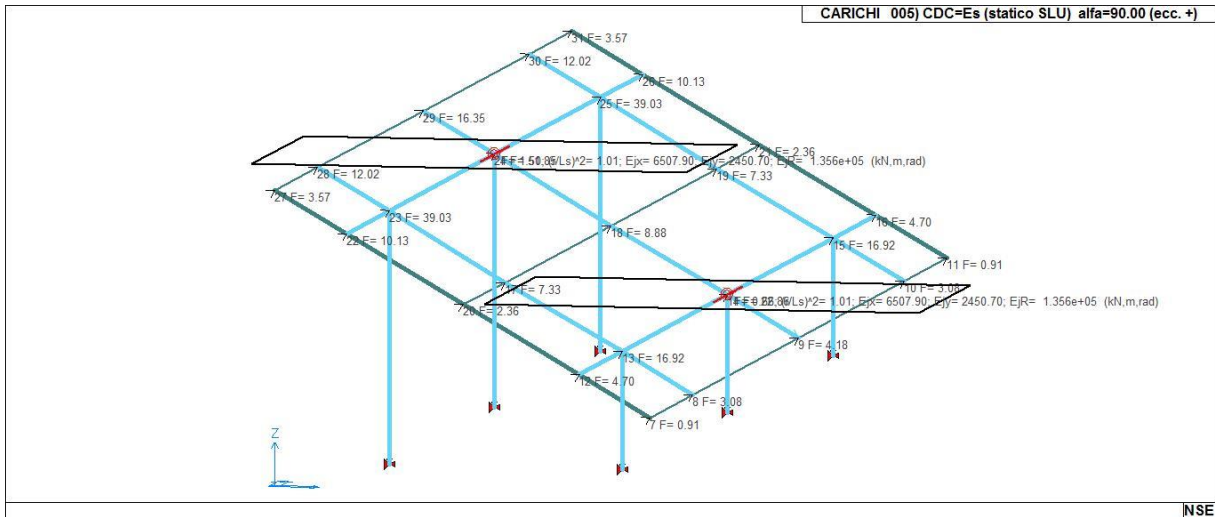 CARICHI 005) CDC=Es (statico SLU) alfa=90.00 (ecc. +)
31 F= 3.57
30 F= 12.02
26 F= 10.13
25 F= 39.03
29 F= 16.35
21 F= 2.36
(r/Ls)^2= 1.01; Ejx= 6507.90; Ejy= 2450.70; EjR= 1.356e+05 (kN,m,rad)
28 F= 12.02
19 F= 7.33
27 F= 3.57
23 F= 39.03
16 F= 4.70
22 F= 10.13
18 F= 8.88
15 F= 16.92
11 F= 0.91
17 F= 7.33
10 F= 3.08
20 F= 2.36
(r/Ls)^2= 1.01; Ejx= 6507.90; Ejy= 2450.70; EjR= 1.356e+05 (kN,m,rad)
9 F= 4.18
13 F= 16.92
12 F= 4.70
8 F= 3.08
7 F= 0.91
Z
NSE